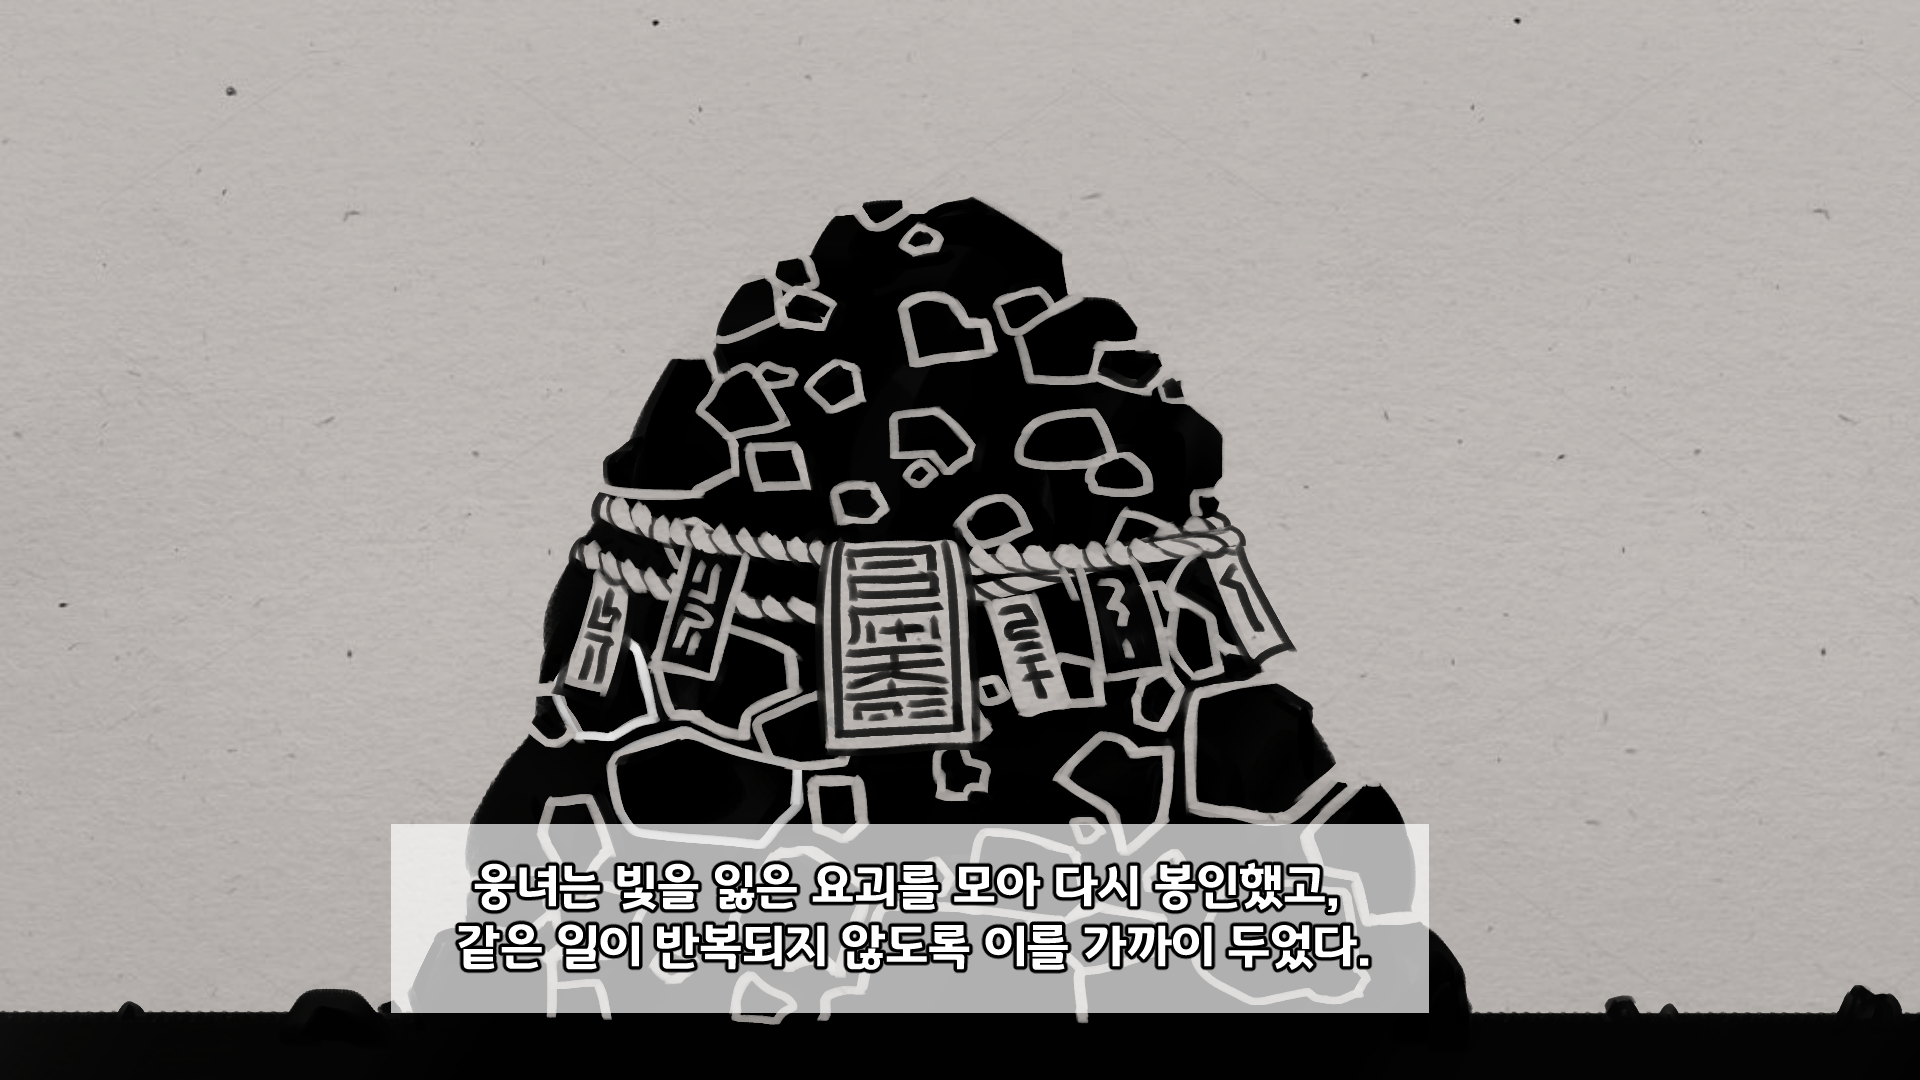 웅녀는 빛을 잃은 요괴를 모아 다시 봉인했고,
같은 일이 반복되지 않도록 이를 가까이 두었다.